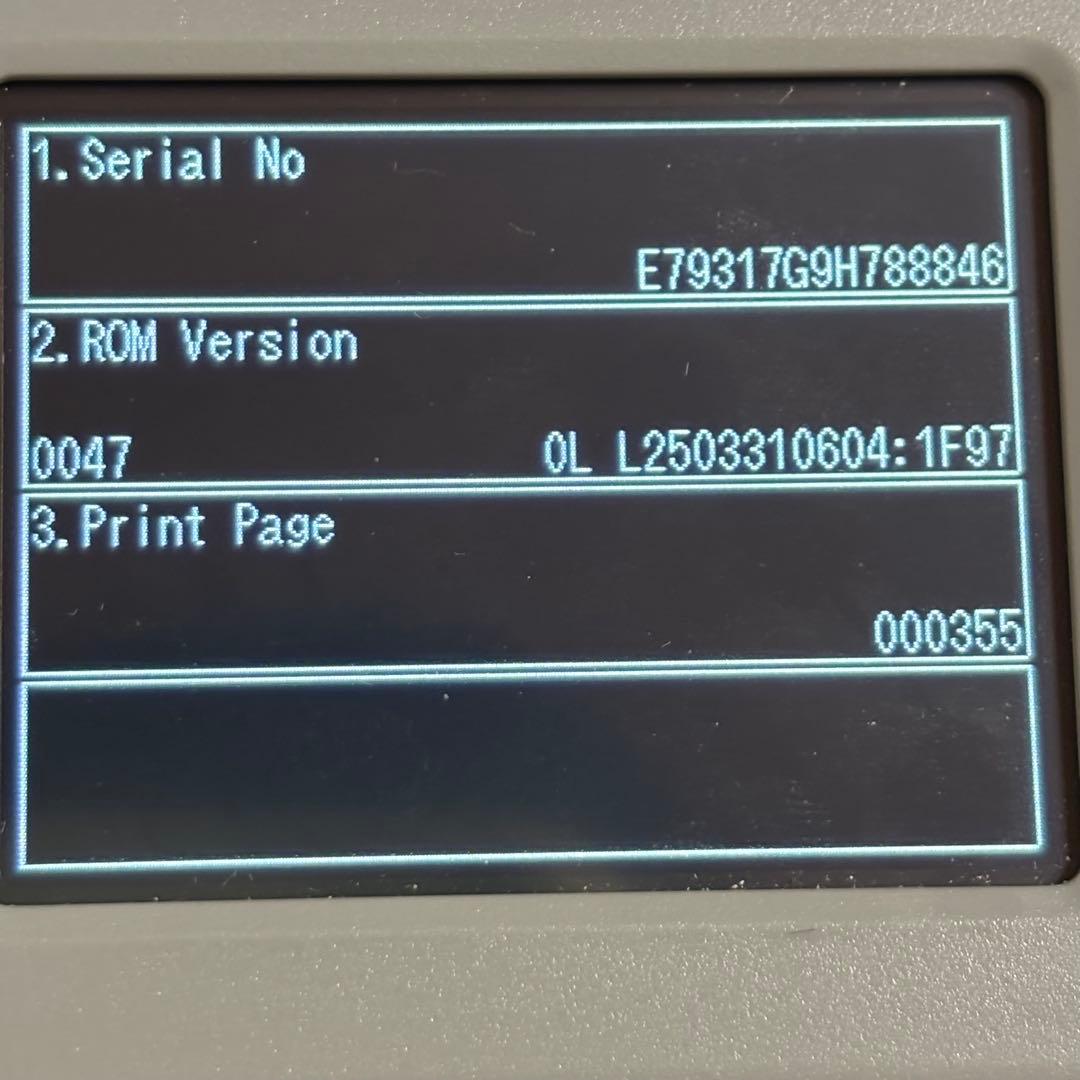 1.Serial No
E79317G9H788846
2.ROM Version
0047 0L L2503310604:1F97
3.Print Page
000355